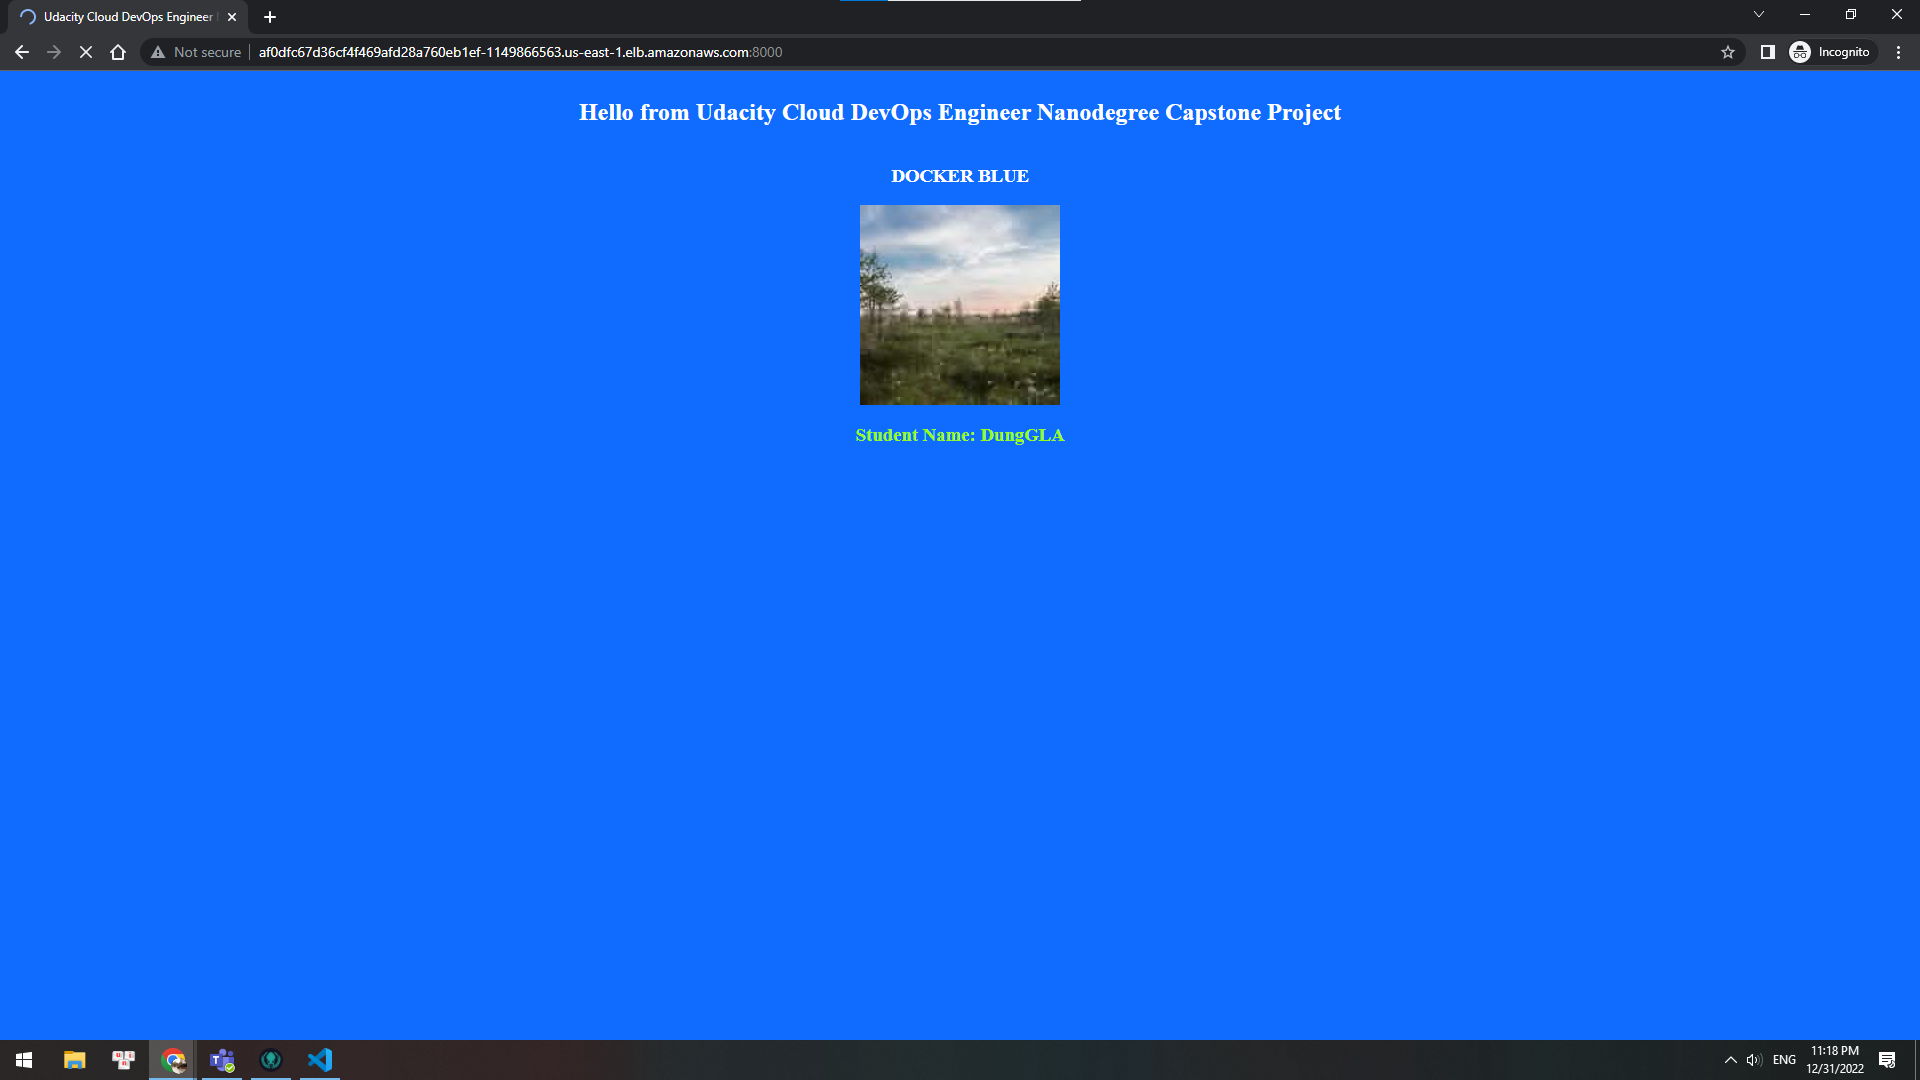 Udacity Cloud DevOps Engineer
Not secure
af0dfc67d36cf4f469afd28a760eb1ef-1149866563.us-east-1.elb.amazonaws.com:8000
Incognito
Hello from Udacity Cloud DevOps Engineer Nanodegree Capstone Project
DOCKER BLUE
Student Name: DungGLA
ENG
11:18 PM
12/31/2022